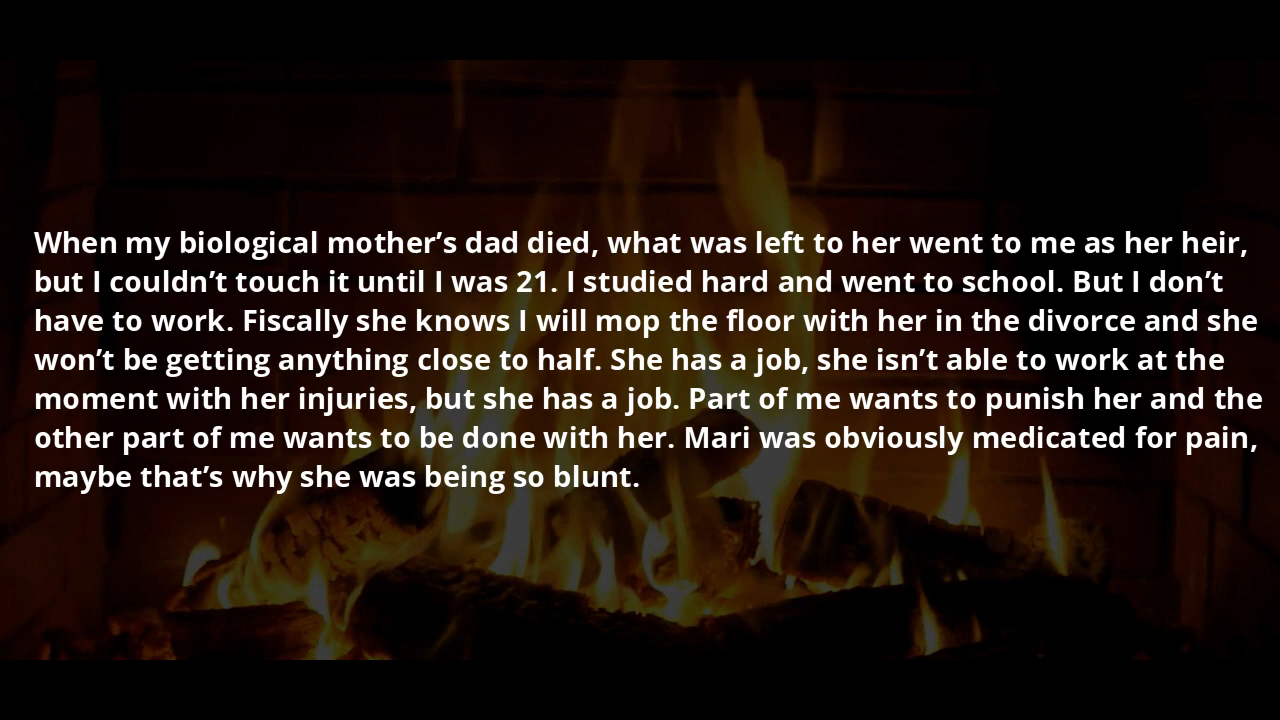 When my biological mother’s dad died, what was left to her went to me as her heir,
but I couldn’t touch it until I was 21. I studied hard and went to school. But I don’t
have to work. Fiscally she knows I will mop the floor with her in the divorce and she
won’t be getting anything close to half. She has a job, she isn’t able to work at the
moment with her injuries, but she has a job. Part of me wants to punish her and the
other part of me wants to be done with her. Mari was obviously medicated for pain,
maybe that’s why she was being so blunt.